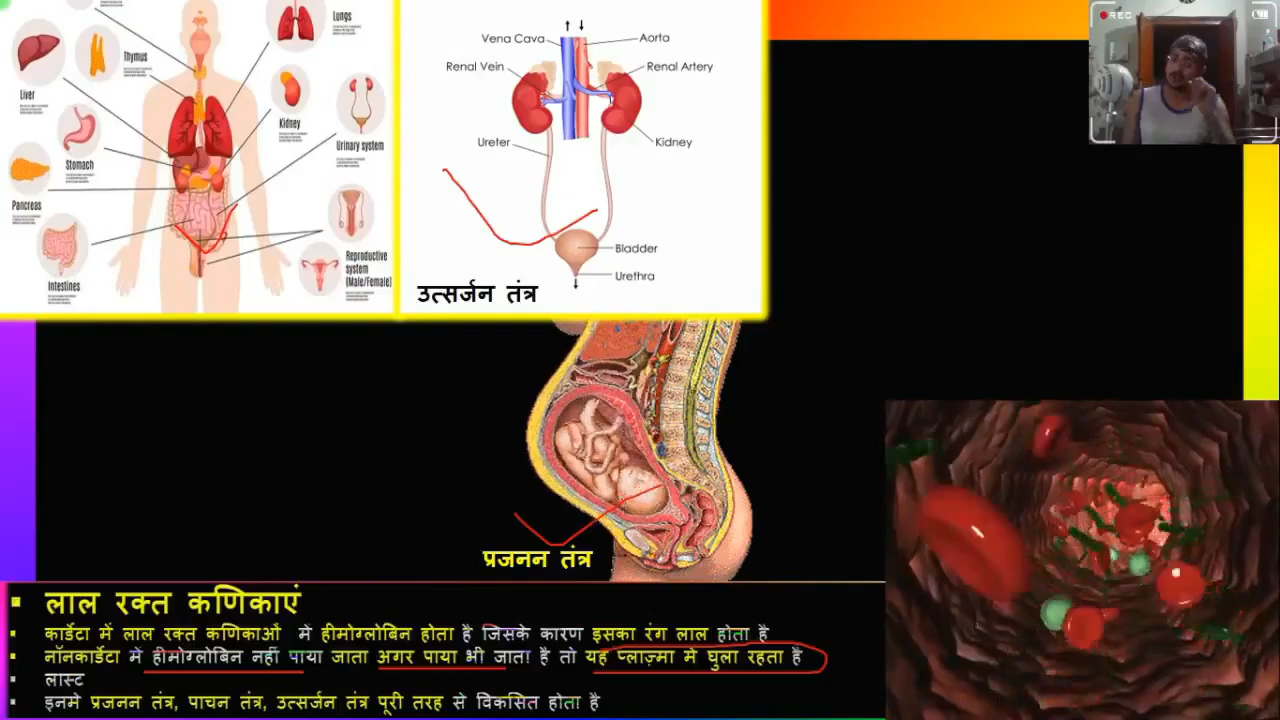 Lungs
Thymus
Liver
Kidney
Stomach
Urinary system
Pancreas
Reproductive
system
(Male/Female)
Intestines
Vena Cava
Aorta
Renal Vein
Renal Artery
Ureter
Kidney
Bladder
Urethra
उत्सर्जन तंत्र
REC
प्रजनन तंत्र
लाल रक्त कणिकाएं
कार्डेटा में लाल रक्त कणिकाओं में हीमोग्लोबिन होता है जिसके कारण इसका रंग लाल होता है
नॉनकार्डेटा में हीमोग्लोबिन नहीं पाया जाता अगर पाया भी जाता है तो यह प्लाज़्मा में घुला रहता है
लास्ट
इनमे प्रजनन तंत्र, पाचन तंत्र, उत्सर्जन तंत्र पूरी तरह से विकसित होता है